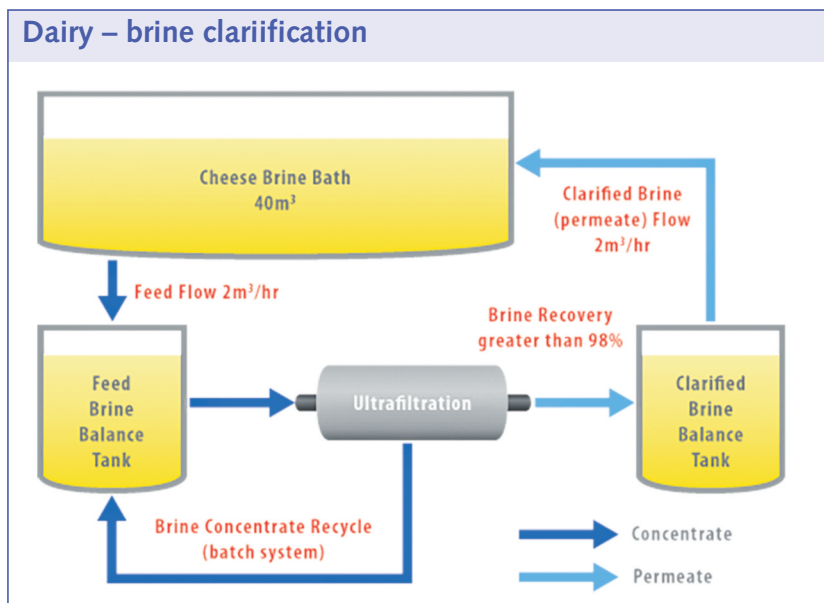 Dairy – brine clariification
Cheese Brine Bath
40m³
Clarified Brine
(permeate) Flow
2m³/hr
Feed Flow 2m³/hr
Brine Recovery
greater than 98%
Feed
Brine
Balance
Tank
Ultrafiltration
Clarified
Brine
Balance
Tank
Brine Concentrate Recycle
(batch system)
Concentrate
Permeate